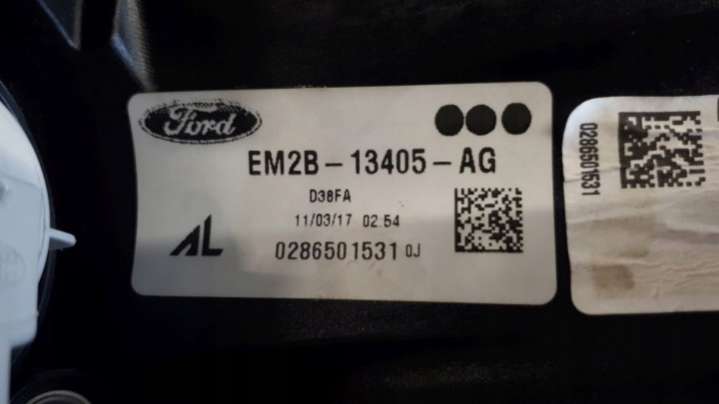 Ford
EM2B-13405-AG
D38FA
11/03/17 02.54
AL
0286501531 0J
0286501531